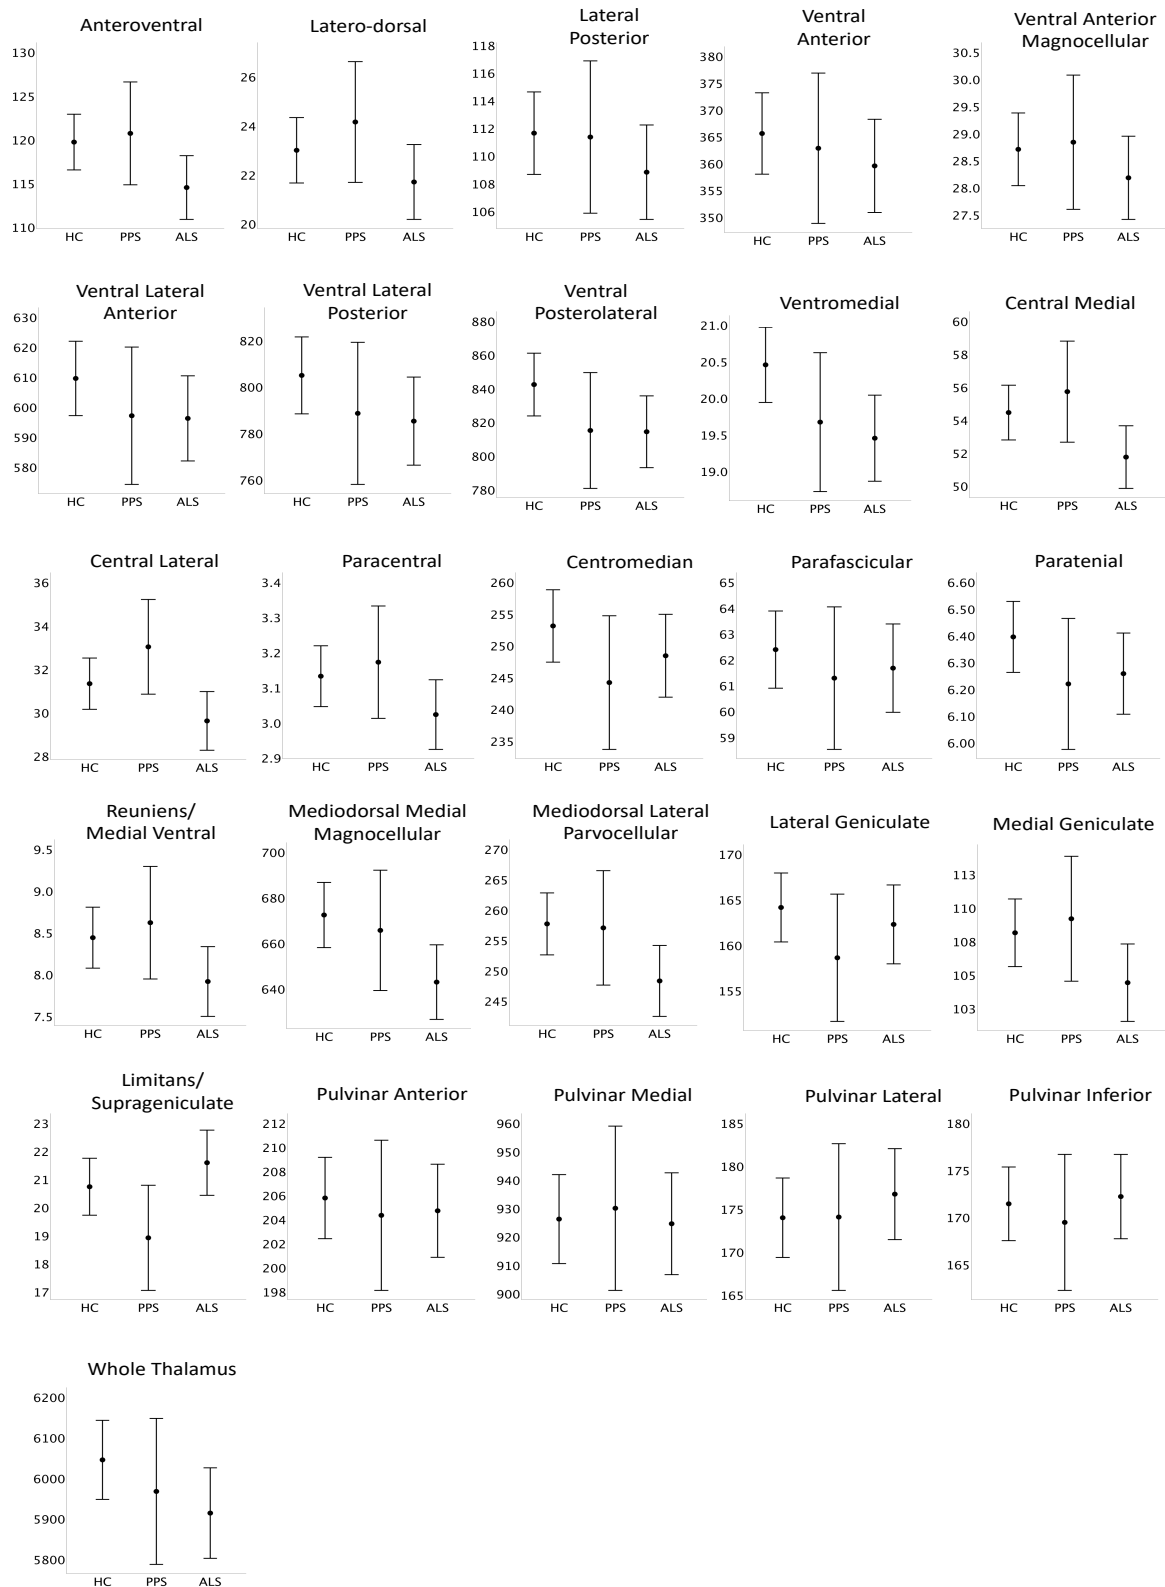 Anteroventral
130
125
120
115
110
HC PPS ALS
Latero-dorsal
26
24
22
20
HC PPS ALS
Lateral
Posterior
118
116
114
112
110
108
106
HC PPS ALS
Ventral
Anterior
380
375
370
365
360
355
350
HC PPS ALS
Ventral Anterior
Magnocellular
30.5
30.0
29.5
29.0
28.5
28.0
27.5
HC PPS ALS
Ventral Lateral
Anterior
630
620
610
600
590
580
HC PPS ALS
Ventral Lateral
Posterior
820
800
780
760
HC PPS ALS
Ventral
Posterolateral
880
860
840
820
800
780
HC PPS ALS
Ventromedial
21.0
20.5
20.0
19.5
19.0
HC PPS ALS
Central Medial
60
58
56
54
52
50
HC PPS ALS
Central Lateral
36
34
32
30
28
HC PPS ALS
Paracentral
3.4
3.3
3.2
3.1
3.0
2.9
HC PPS ALS
Centromedian
260
255
250
245
240
235
HC PPS ALS
Parafascicular
65
64
63
62
61
60
59
HC PPS ALS
Paratenial
6.60
6.50
6.40
6.30
6.20
6.10
6.00
HC PPS ALS
Reuniens/
Medial Ventral
9.5
9.0
8.5
8.0
7.5
HC PPS ALS
Mediodorsal Medial
Magnocellular
700
680
660
640
HC PPS ALS
Mediodorsal Lateral
Parvocellular
270
265
260
255
250
245
HC PPS ALS
Lateral Geniculate
170
165
160
155
HC PPS ALS
Medial Geniculate
113
110
108
105
103
HC PPS ALS
Limitans/
Suprageniculate
23
22
21
20
19
18
17
HC PPS ALS
Pulvinar Anterior
212
210
208
206
204
202
200
198
HC PPS ALS
Pulvinar Medial
960
950
940
930
920
910
900
HC PPS ALS
Pulvinar Lateral
185
180
175
170
165
HC PPS ALS
Pulvinar Inferior
180
175
170
165
HC PPS ALS
Whole Thalamus
6200
6100
6000
5900
5800
HC PPS ALS